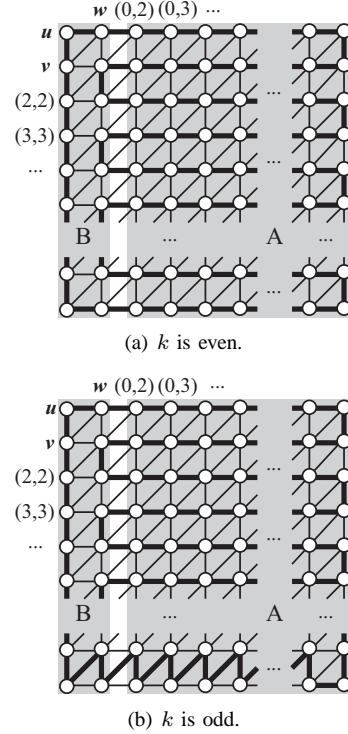 w (0,2) (0,3) ...
u
v
(2,2)
...
(3,3)
...
B ... A ...
...
(a) k is even.
w (0,2) (0,3) ...
u
v
(2,2)
...
(3,3)
...
B ... A ...
...
(b) k is odd.